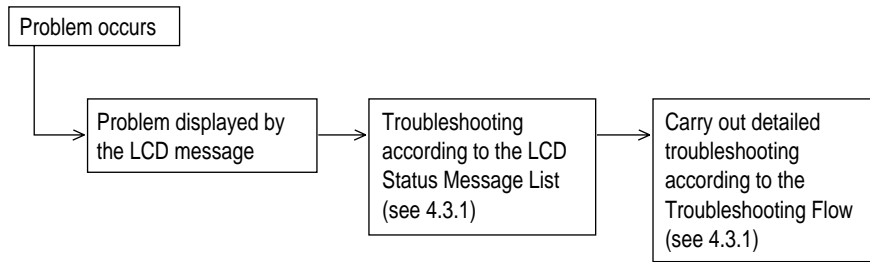 Problem occurs
Problem displayed by
the LCD message
Troubleshooting
according to the LCD
Status Message List
(see 4.3.1)
Carry out detailed
troubleshooting
according to the
Troubleshooting Flow
(see 4.3.1)